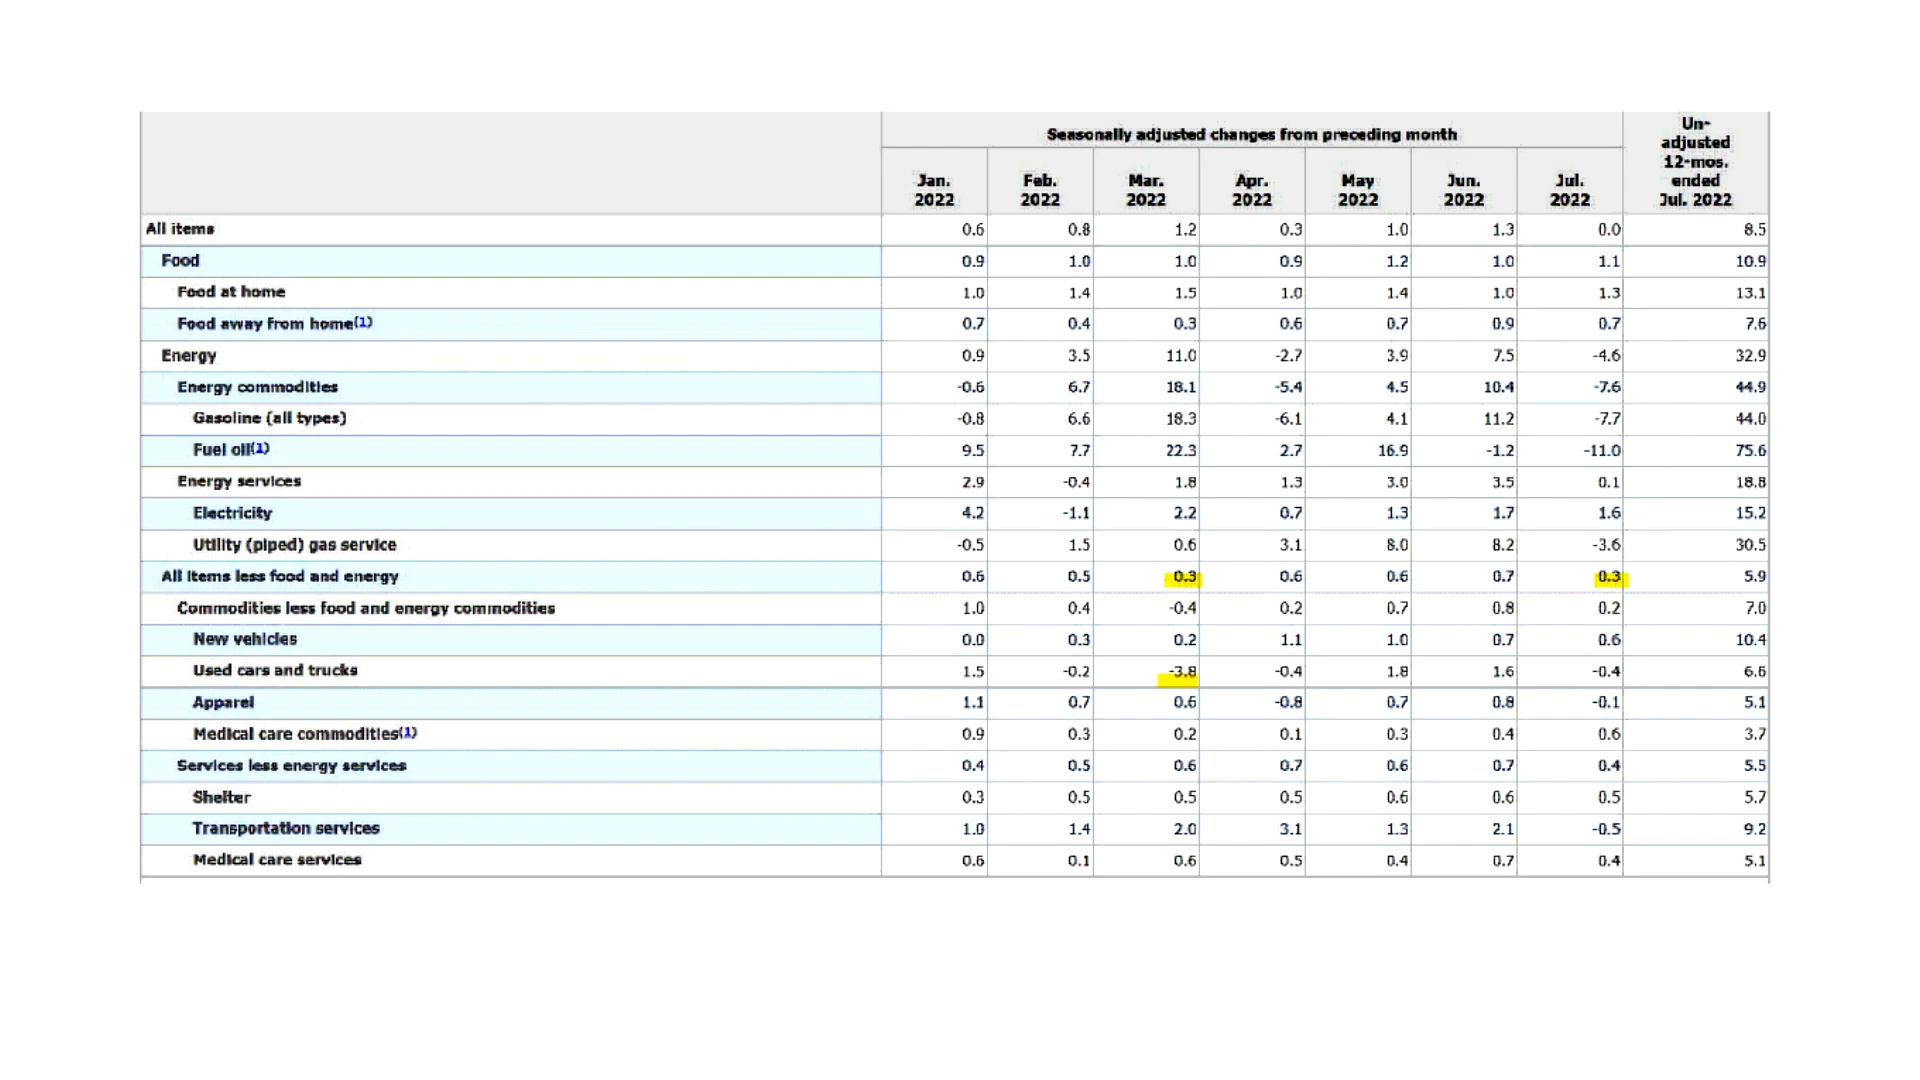 Seasonally adjusted changes from preceding month
Un-
adjusted
12-mos.
ended
Jul. 2022
Jan. 2022 Feb. 2022 Mar. 2022 Apr. 2022 May 2022 Jun. 2022 Jul. 2022
All items 0.6 0.8 1.2 0.3 1.0 1.3 0.0 8.5
Food 0.9 1.0 1.0 0.9 1.2 1.0 1.1 10.9
Food at home 1.0 1.4 1.5 1.0 1.4 1.0 1.3 13.1
Food away from home(1) 0.7 0.4 0.3 0.6 0.7 0.9 0.7 7.6
Energy 0.9 3.5 11.0 -2.7 3.9 7.5 -4.6 32.9
Energy commodities -0.6 6.7 18.1 -5.4 4.5 10.4 -7.6 44.9
Gasoline (all types) -0.8 6.6 18.3 -6.1 4.1 11.2 -7.7 44.0
Fuel oil(1) 9.5 7.7 22.3 2.7 16.9 -1.2 -11.0 75.6
Energy services 2.9 -0.4 1.8 1.3 3.0 3.5 0.1 18.8
Electricity 4.2 -1.1 2.2 0.7 1.3 1.7 1.6 15.2
Utility (piped) gas service -0.5 1.5 0.6 3.1 8.0 8.2 -3.6 30.5
All items less food and energy 0.6 0.5 0.3 0.6 0.6 0.7 0.3 5.9
Commodities less food and energy commodities 1.0 0.4 -0.4 0.2 0.7 0.8 0.2 7.0
New vehicles 0.0 0.3 0.2 1.1 1.0 0.7 0.6 10.4
Used cars and trucks 1.5 -0.2 -3.8 -0.4 1.8 1.6 -0.4 6.6
Apparel 1.1 0.7 0.6 -0.8 0.7 0.8 -0.1 5.1
Medical care commodities(1) 0.9 0.3 0.2 0.1 0.3 0.4 0.6 3.7
Services less energy services 0.4 0.5 0.6 0.7 0.6 0.7 0.4 5.5
Shelter 0.3 0.5 0.5 0.5 0.6 0.6 0.5 5.7
Transportation services 1.0 1.4 2.0 3.1 1.3 2.1 -0.5 9.2
Medical care services 0.6 0.1 0.6 0.5 0.4 0.7 0.4 5.1